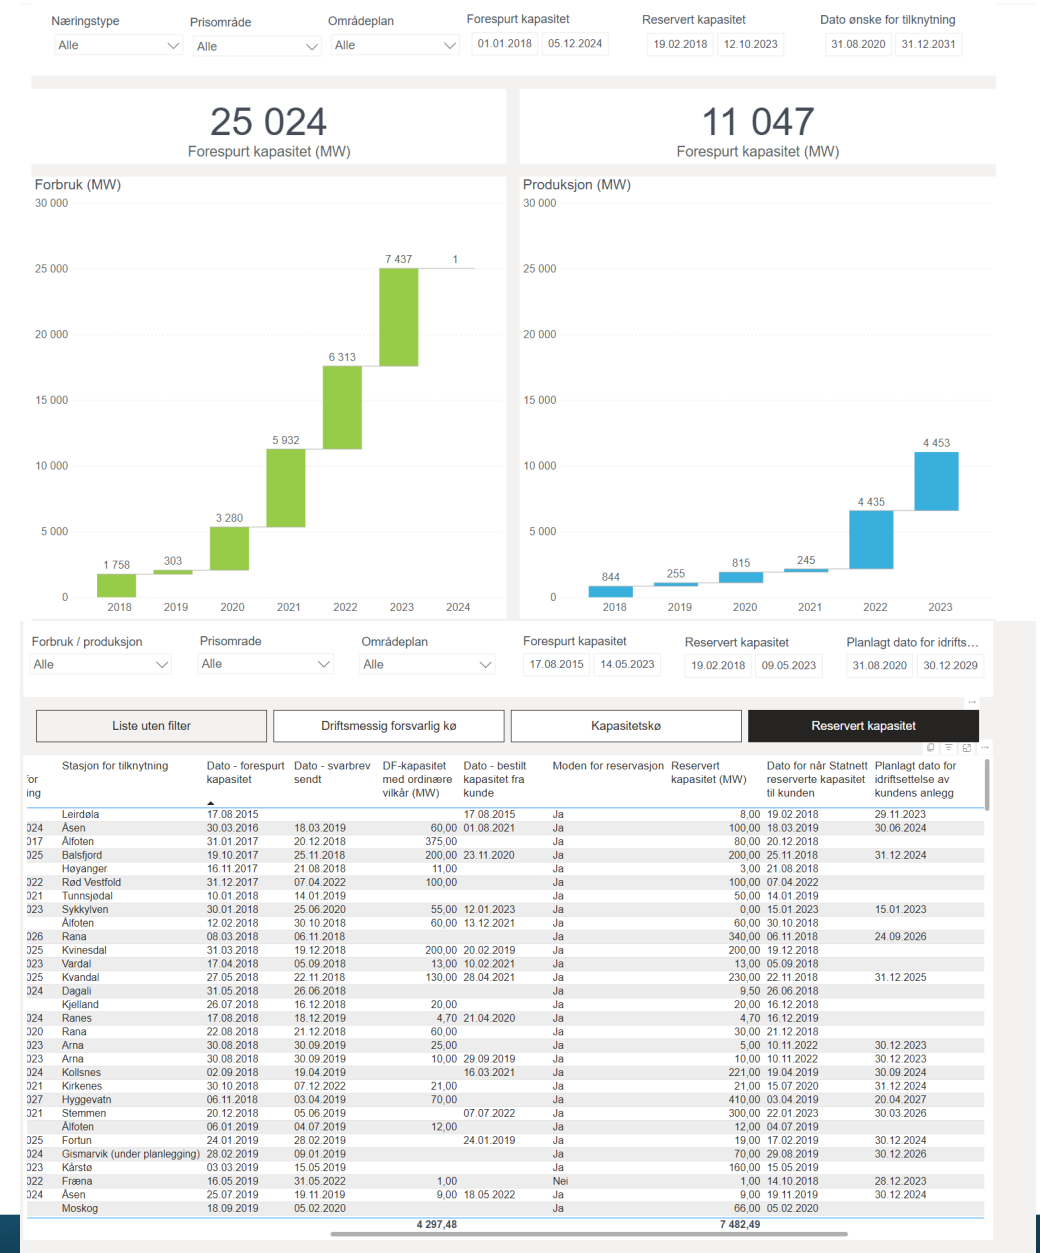 Næringstype Prisområde Områdeplan Forespurt kapasitet Reservert kapasitet Dato ønske for tilknytning
Alle Alle Alle 01.01.2018 05.12.2024 19.02.2018 12.10.2023 31.08.2020 31.12.2031
25 024
Forespurt kapasitet (MW)
11 047
Forespurt kapasitet (MW)
Forbruk (MW)
30 000
7 437 1
25 000
20 000
6 313
15 000
5 932
10 000
3 280
5 000
1 758 303
0
2018 2019 2020 2021 2022 2023 2024
Produksjon (MW)
30 000
25 000
20 000
15 000
4 453
10 000
4 435
5 000
844 255 815 245
0
2018 2019 2020 2021 2022 2023
Forbruk / produksjon Prisomrade Områdeplan Forespurt kapasitet Reservert kapasitet Planlagt dato for idrifts...
Alle Alle Alle 17.08.2015 14.05.2023 19.02.2018 09.05.2023 31.08.2020 30.12.2029
Liste uten filter Driftsmessig forsvarlig kø Kapasitetskø Reservert kapasitet
Stasjon for tilknytning Dato - forespurt Dato - svarbrev DF-kapasitet Dato - bestilt Moden for reservasjon Reservert Dato for når Statnett Planlagt dato for
for kapasitet sendt med ordinære kapasitet fra kapasitet (MW) reserverte kapasitet idriftsettelse av
ing vilkår (MW) kunde til kunden kundens anlegg
Leirdøla 17.08.2015 17.08.2015 Ja 8,00 19.02.2018 29.11.2023
024 Åsen 30.03.2016 18.03.2019 60,00 01.08.2021 Ja 100,00 18.03.2019 30.06.2024
017 Ålfoten 31.01.2017 20.12.2018 375,00 Ja 80,00 20.12.2018
025 Balsfjord 19.10.2017 25.11.2018 200,00 23.11.2020 Ja 200,00 25.11.2018 31.12.2024
Høyanger 16.11.2017 21.08.2018 11,00 Ja 3,00 21.08.2018
022 Rød Vestfold 31.12.2017 07.04.2022 100,00 Ja 100,00 07.04.2022
021 Tunnsjødal 10.01.2018 14.01.2019 Ja 50,00 14.01.2019
023 Sykkylven 30.01.2018 25.06.2020 55,00 12.01.2023 Ja 0,00 15.01.2023 15.01.2023
Ålfoten 12.02.2018 30.10.2018 60,00 13.12.2021 Ja 60,00 30.10.2018
026 Rana 08.03.2018 06.11.2018 Ja 340,00 06.11.2018 24.09.2026
025 Kvinesdal 31.03.2018 19.12.2018 200,00 20.02.2019 Ja 200,00 19.12.2018
023 Vardal 17.04.2018 05.09.2018 13,00 10.02.2021 Ja 13,00 05.09.2018
025 Kvandal 27.05.2018 22.11.2018 130,00 28.04.2021 Ja 230,00 22.11.2018 31.12.2025
024 Dagali 31.05.2018 26.06.2018 Ja 9,50 26.06.2018
Kjelland 26.07.2018 16.12.2018 20,00 Ja 20,00 16.12.2018
024 Ranes 17.08.2018 18.12.2019 4,70 21.04.2020 Ja 4,70 16.12.2019
020 Rana 22.08.2018 21.12.2018 60,00 Ja 30,00 21.12.2018
023 Arna 30.08.2018 30.09.2019 25,00 Ja 5,00 10.11.2022 30.12.2023
023 Arna 30.08.2018 30.09.2019 10,00 29.09.2019 Ja 10,00 10.11.2022 30.12.2023
024 Kollsnes 02.09.2018 19.04.2019 16.03.2021 Ja 221,00 19.04.2019 30.09.2024
021 Kirkenes 30.10.2018 07.12.2022 21,00 Ja 21,00 15.07.2020 31.12.2024
027 Hyggevatn 06.11.2018 03.04.2019 70,00 Ja 410,00 03.04.2019 20.04.2027
021 Stemmen 20.12.2018 05.06.2019 07.07.2022 Ja 300,00 22.01.2023 30.03.2026
Ålfoten 06.01.2019 04.07.2019 12,00 Ja 12,00 04.07.2019
025 Fortun 24.01.2019 28.02.2019 24.01.2019 Ja 19,00 17.02.2019 30.12.2024
024 Gismarvik (under planlegging) 28.02.2019 09.01.2019 Ja 70,00 29.08.2019 30.12.2026
023 Kårstø 03.03.2019 15.05.2019 Ja 160,00 15.05.2019
022 Fræna 16.05.2019 31.05.2022 1,00 Nei 1,00 14.10.2018 28.12.2023
024 Åsen 25.07.2019 19.11.2019 9,00 18.05.2022 Ja 9,00 19.11.2019 30.12.2024
Moskog 18.09.2019 05.02.2020 Ja 66,00 05.02.2020
4 297,48 7 482,49